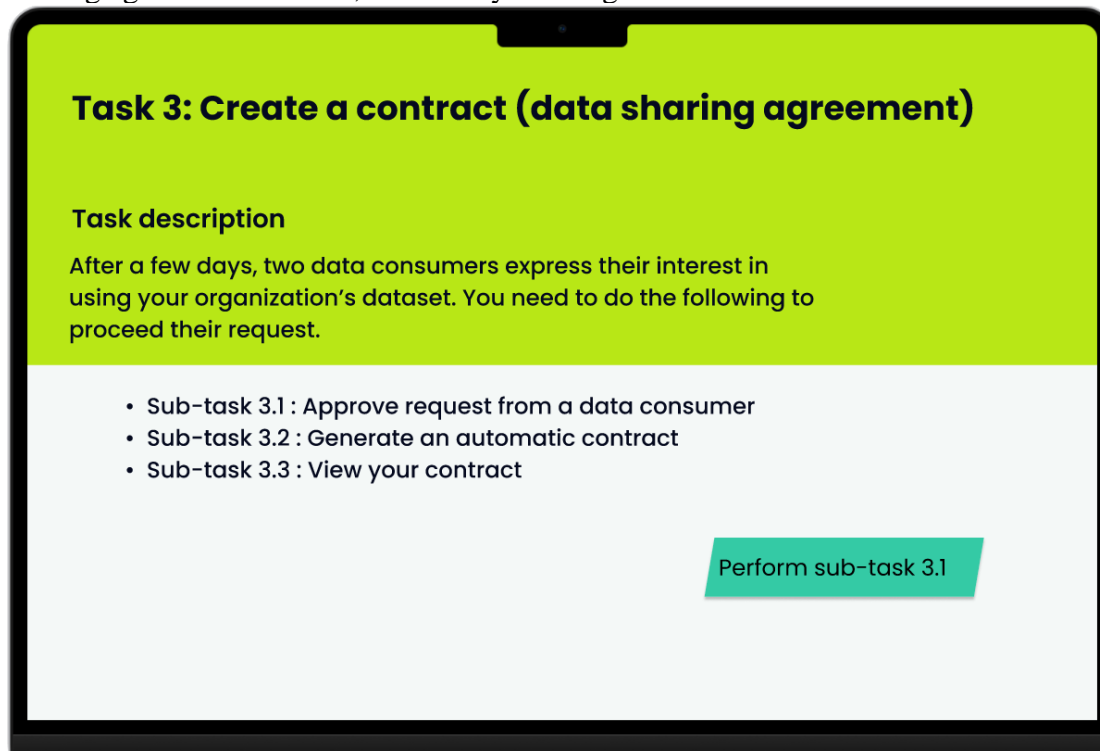 Task 3: Create a contract (data sharing agreement)
Task description
After a few days, two data consumers express their interest in
using your organization's dataset. You need to do the following to
proceed their request.
• Sub-task 3.1 : Approve request from a data consumer
• Sub-task 3.2 : Generate an automatic contract
• Sub-task 3.3 : View your contract
Perform sub-task 3.1